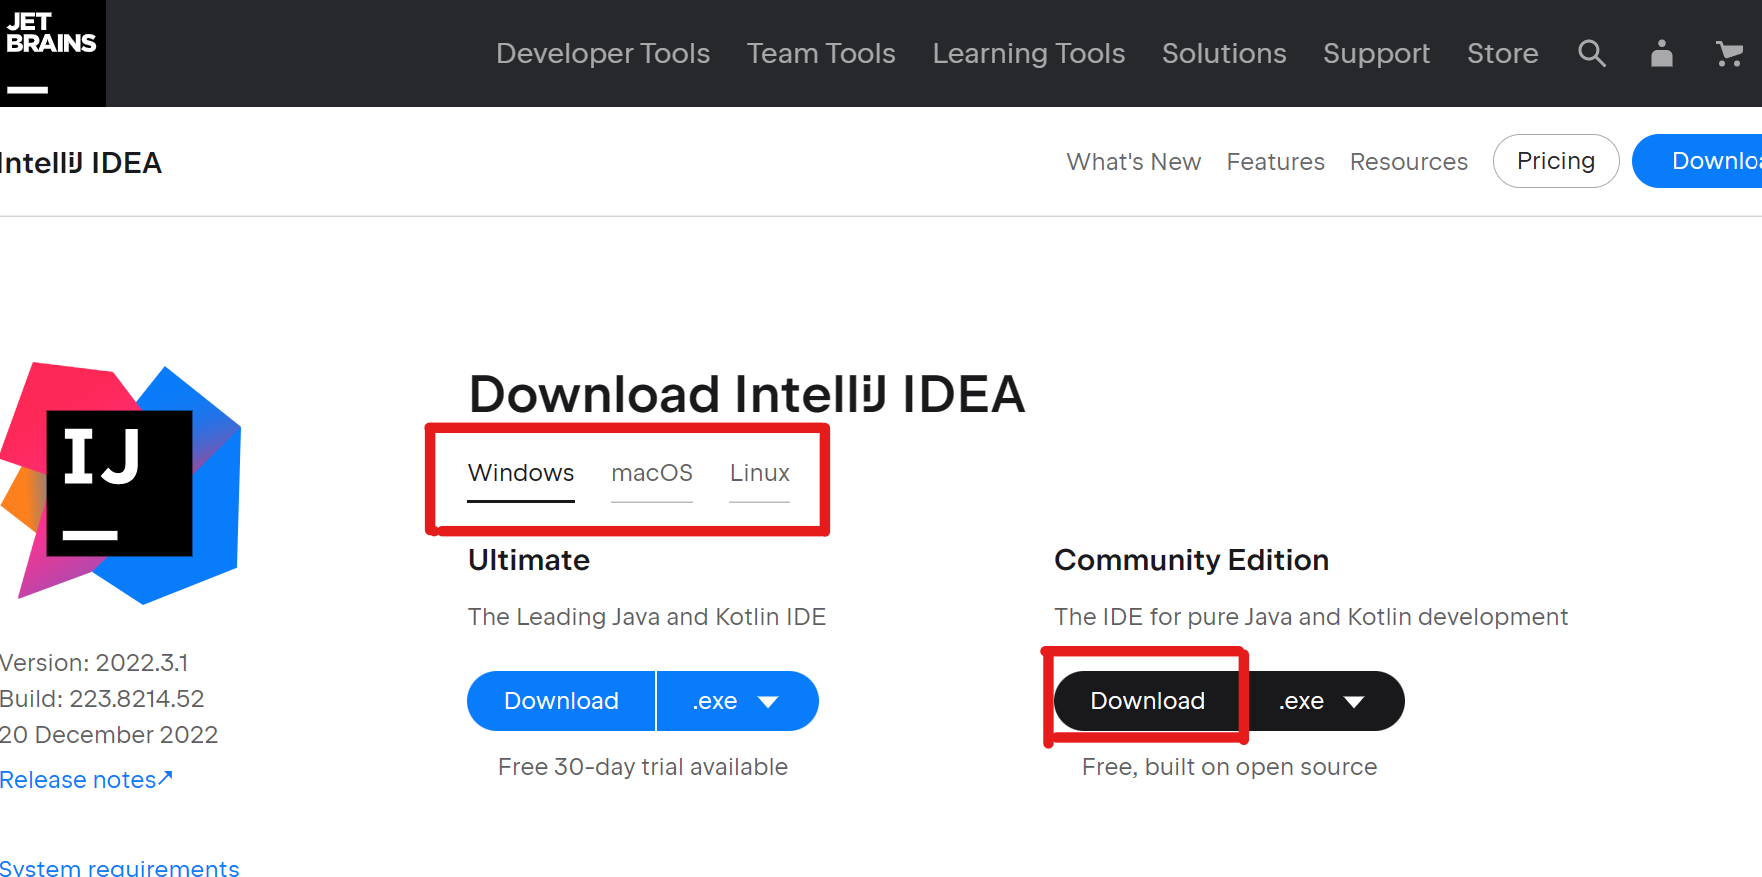 JET
BRAINS
Developer Tools Team Tools Learning Tools Solutions Support Store
IntelliJ IDEA
What's New Features Resources Pricing Downloa
Download IntelliJ IDEA
IJ
Windows macOS Linux
Ultimate
Community Edition
The Leading Java and Kotlin IDE
The IDE for pure Java and Kotlin development
Download .exe
Download .exe
Free 30-day trial available
Free, built on open source
Version: 2022.3.1
Build: 223.8214.52
20 December 2022
Release notes↗
System requirements